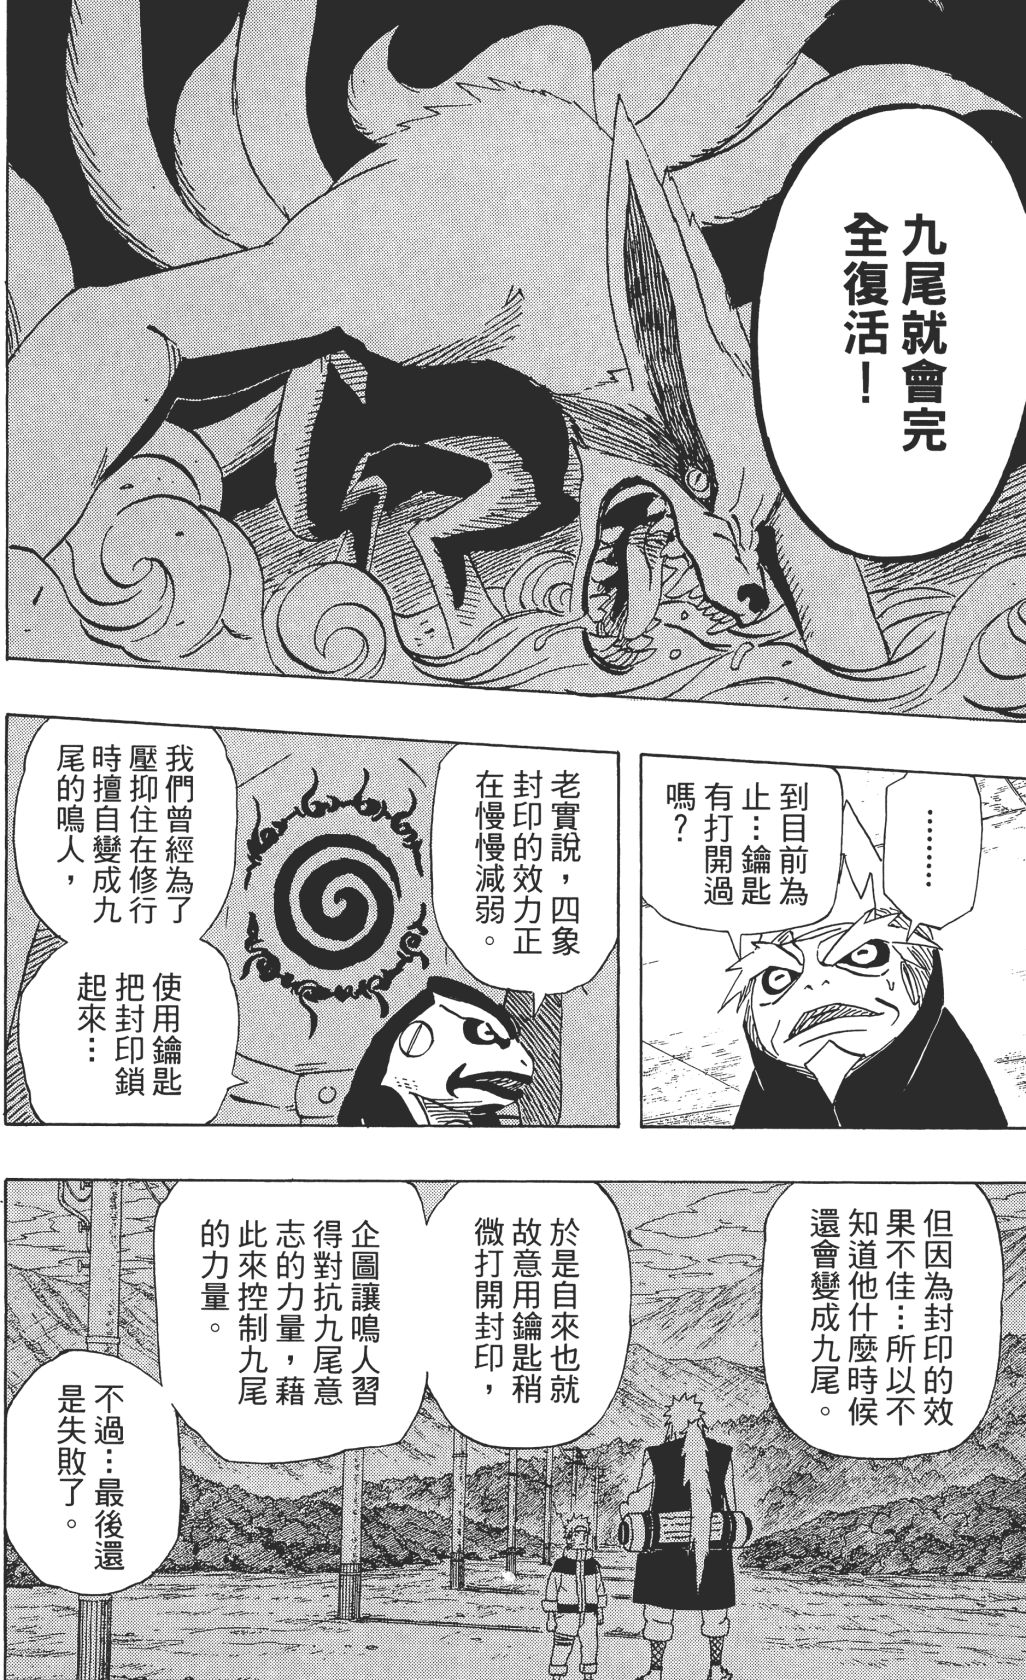 九尾就會完
全復活！
………
到目前為
止…鑰匙
有打開過
嗎？
老實說，四象
封印的效力正
在慢慢減弱。
我們曾經為了
壓抑住在修行
時擅自變成九
尾的鳴人，
使用鑰匙
把封印鎖
起來…
但因為封印的效
果不佳…所以不
知道他什麼時候
還會變成九尾。
於是自來也就
故意用鑰匙稍
微打開封印，
企圖讓鳴人習
得對抗九尾意
志的力量，藉
此來控制九尾
的力量。
不過…最後還
是失敗了。